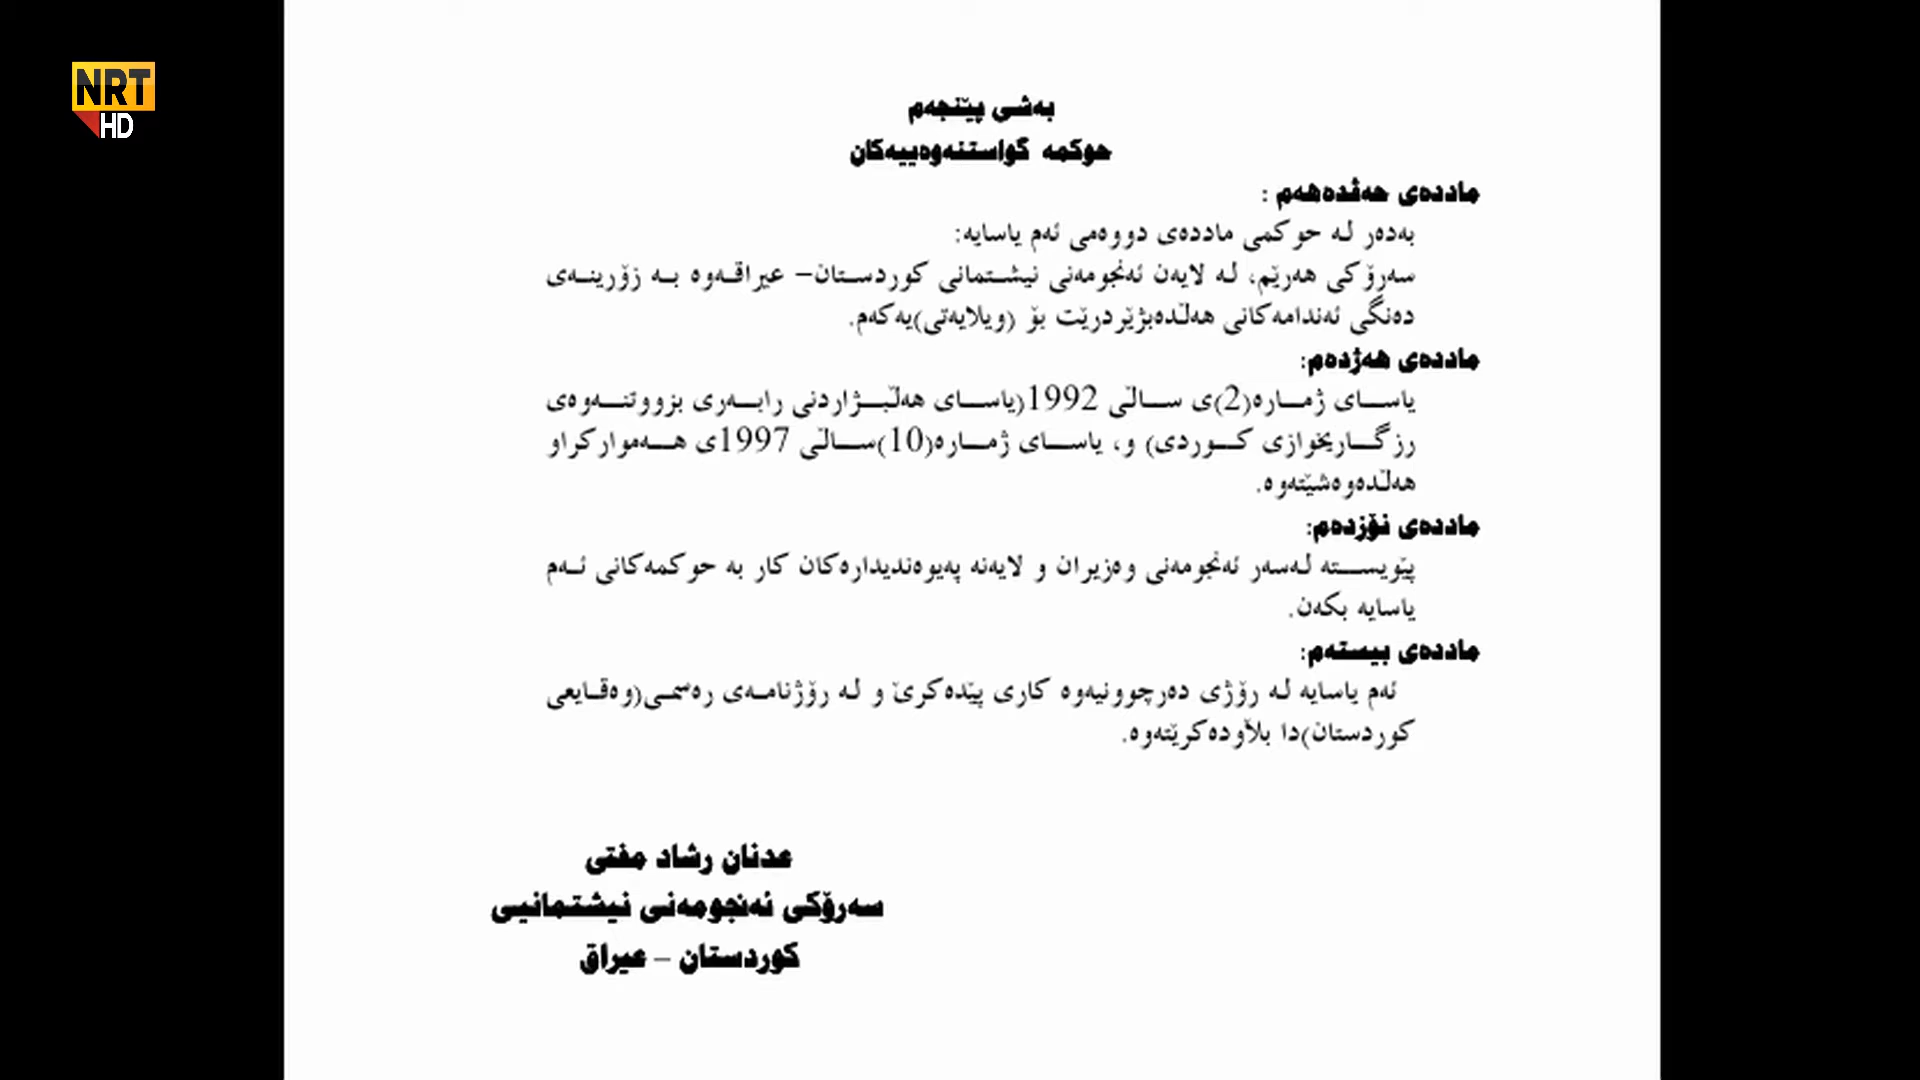 NRT
HD
بەشی پێنجەم
حوکمە گواستنەوەییەکان
ماددەی حەڤدەهەم :
بەدەر لە حوکمی ماددەی دووەمی ئەم یاسایە:
سەرۆکی هەرێم، لە لایەن ئەنجومەنی نیشتمانی کوردستان– عیراقەوە بە زۆرینەی
دەنگی ئەندامەکانی هەڵدەبژێردرێت بۆ (ویلایەتی)یەکەم.
ماددەی هەژدەم:
یاسای ژمارە(2)ی ساڵی 1992(یاسای هەڵبژاردنی رابەری بزووتنەوەی
رزگاریخوازی کوردی) و، یاسای ژمارە(10)ساڵی 1997ی هەموارکراو
هەڵدەوەشێتەوە.
ماددەی نۆزدەم:
پێویستە لەسەر ئەنجومەنی وەزیران و لایەنە پەیوەندیدارەکان کار بە حوکمەکانی ئەم
یاسایە بکەن.
ماددەی بیستەم:
ئەم یاسایە لە رۆژی دەرچوونیەوە کاری پێدەکرێ و لە رۆژنامەی رەسمی(وەقایعی
کوردستان)دا بڵاودەکرێتەوە.
عدنان رشاد مفتی
سەرۆکی ئەنجومەنی نیشتمانیی
کوردستان – عیراق